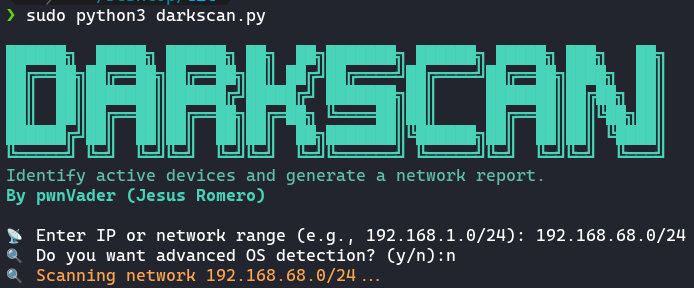 ❯ sudo python3 darkscan.py
DARKSCAN
Identify active devices and generate a network report.
By pwnVader (Jesus Romero)
📡 Enter IP or network range (e.g., 192.168.1.0/24): 192.168.68.0/24
🔍 Do you want advanced OS detection? (y/n):n
🔍 Scanning network 192.168.68.0/24...